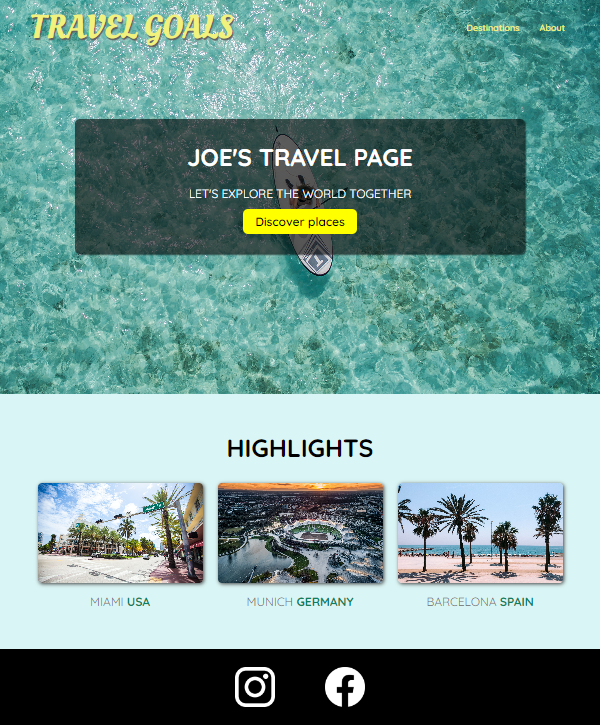 TRAVEL GOALS
Destinations
About
JOE'S TRAVEL PAGE
LET'S EXPLORE THE WORLD TOGETHER
Discover places
HIGHLIGHTS
MIAMI USA
MUNICH GERMANY
BARCELONA SPAIN